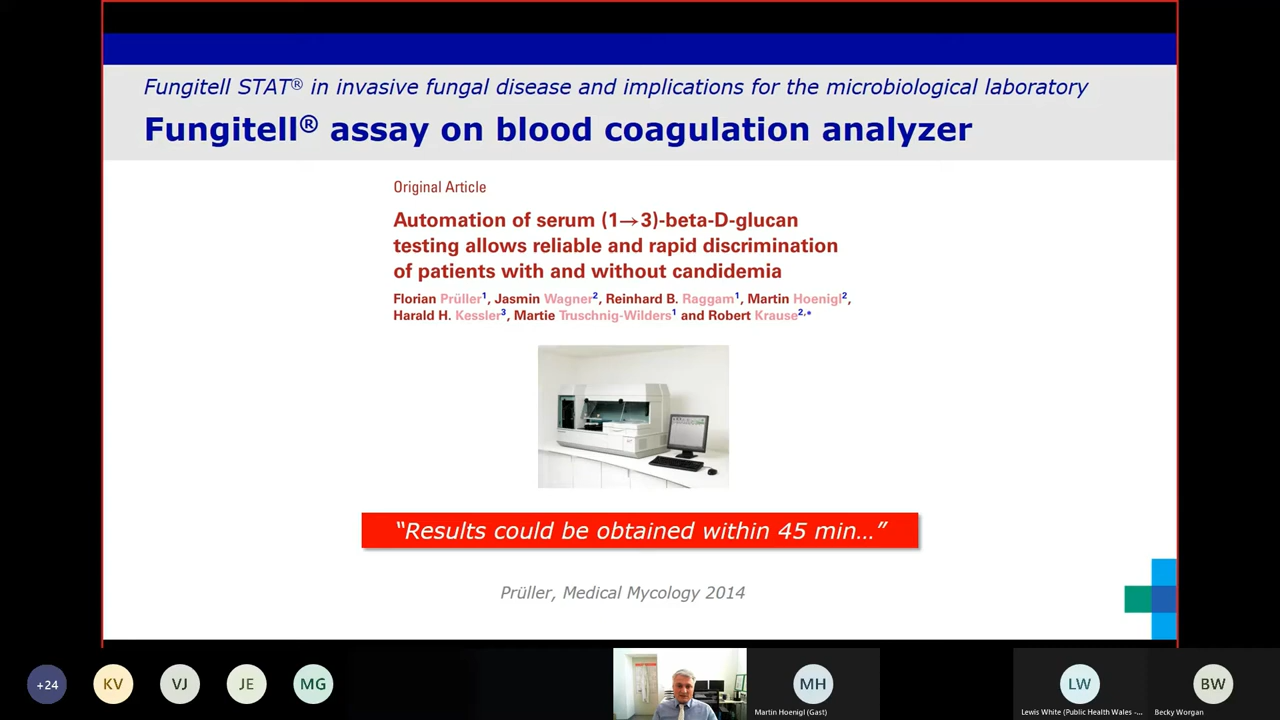 Fungitell STAT® in invasive fungal disease and implications for the microbiological laboratory
Fungitell® assay on blood coagulation analyzer
Original Article
Automation of serum (1→3)-beta-D-glucan
testing allows reliable and rapid discrimination
of patients with and without candidemia
Florian Prüller1, Jasmin Wagner2, Reinhard B. Raggam1, Martin Hoenigl2,
Harald H. Kessler3, Martie Truschnig-Wilders1 and Robert Krause2,*
“Results could be obtained within 45 min…”
Prüller, Medical Mycology 2014
+24
KV
VJ
JE
MG
MH
Martin Hoenigl (Gast)
LW
Lewis White (Public Health Wales -...
BW
Becky Worgan